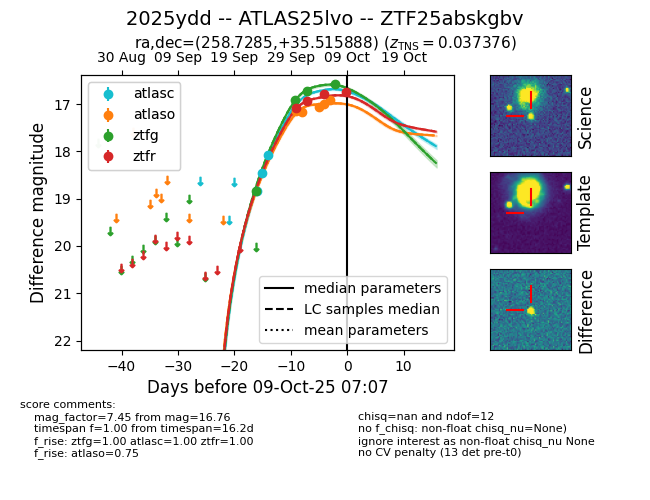 2025ydd -- ATLAS25lvo -- ZTF25abskgbv
ra,dec=(258.7285,+35.515888) (z_TNS = 0.037376)
30 Aug 09 Sep 19 Sep 29 Sep 09 Oct 19 Oct
atlasc
atlaso
ztfg
ztfr
17
18
19
20
21
22
Difference magnitude
median parameters
LC samples median
mean parameters
−40 −30 −20 −10 0 10
Days before 09-Oct-25 07:07
Science
Template
Difference
score comments:
mag_factor=7.45 from mag=16.76
timespan f=1.00 from timespan=16.2d
f_rise: ztfg=1.00 atlasc=1.00 ztfr=1.00
f_rise: atlaso=0.75
chisq=nan and ndof=12
no f_chisq: non-float chisq_nu=None)
ignore interest as non-float chisq_nu None
no CV penalty (13 det pre-t0)